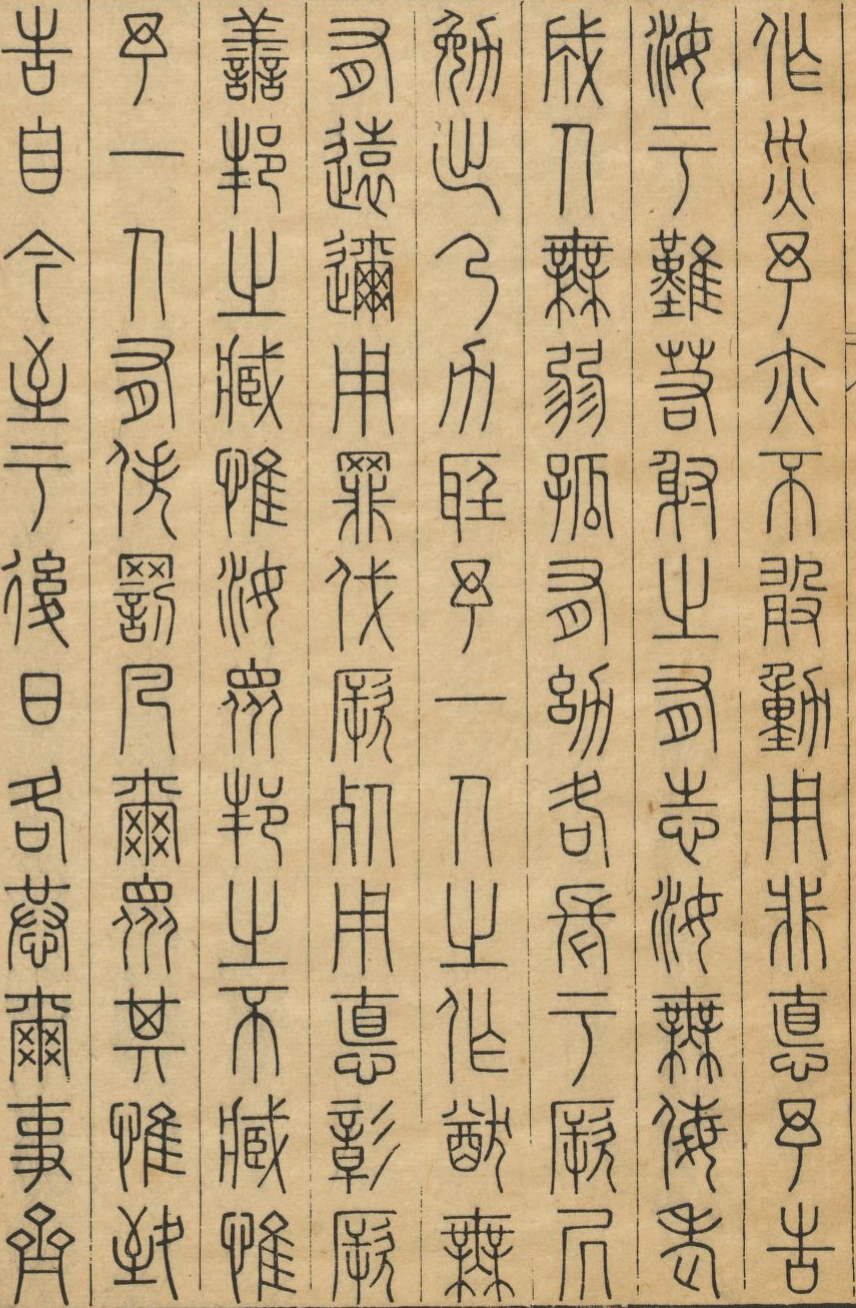 作災予亦不敢動用非悳予告
汝于難若射之有志汝無侮老
成人無弱孤有幼各長于厥凥
勉出乃力聽予一人之作猷無
有遠邇用罪伐厥死用悳彰厥
善邦之臧惟汝眾邦之不臧惟
予一人有佚罰凡爾眾其惟致
告自今至于後日各恭爾事齊